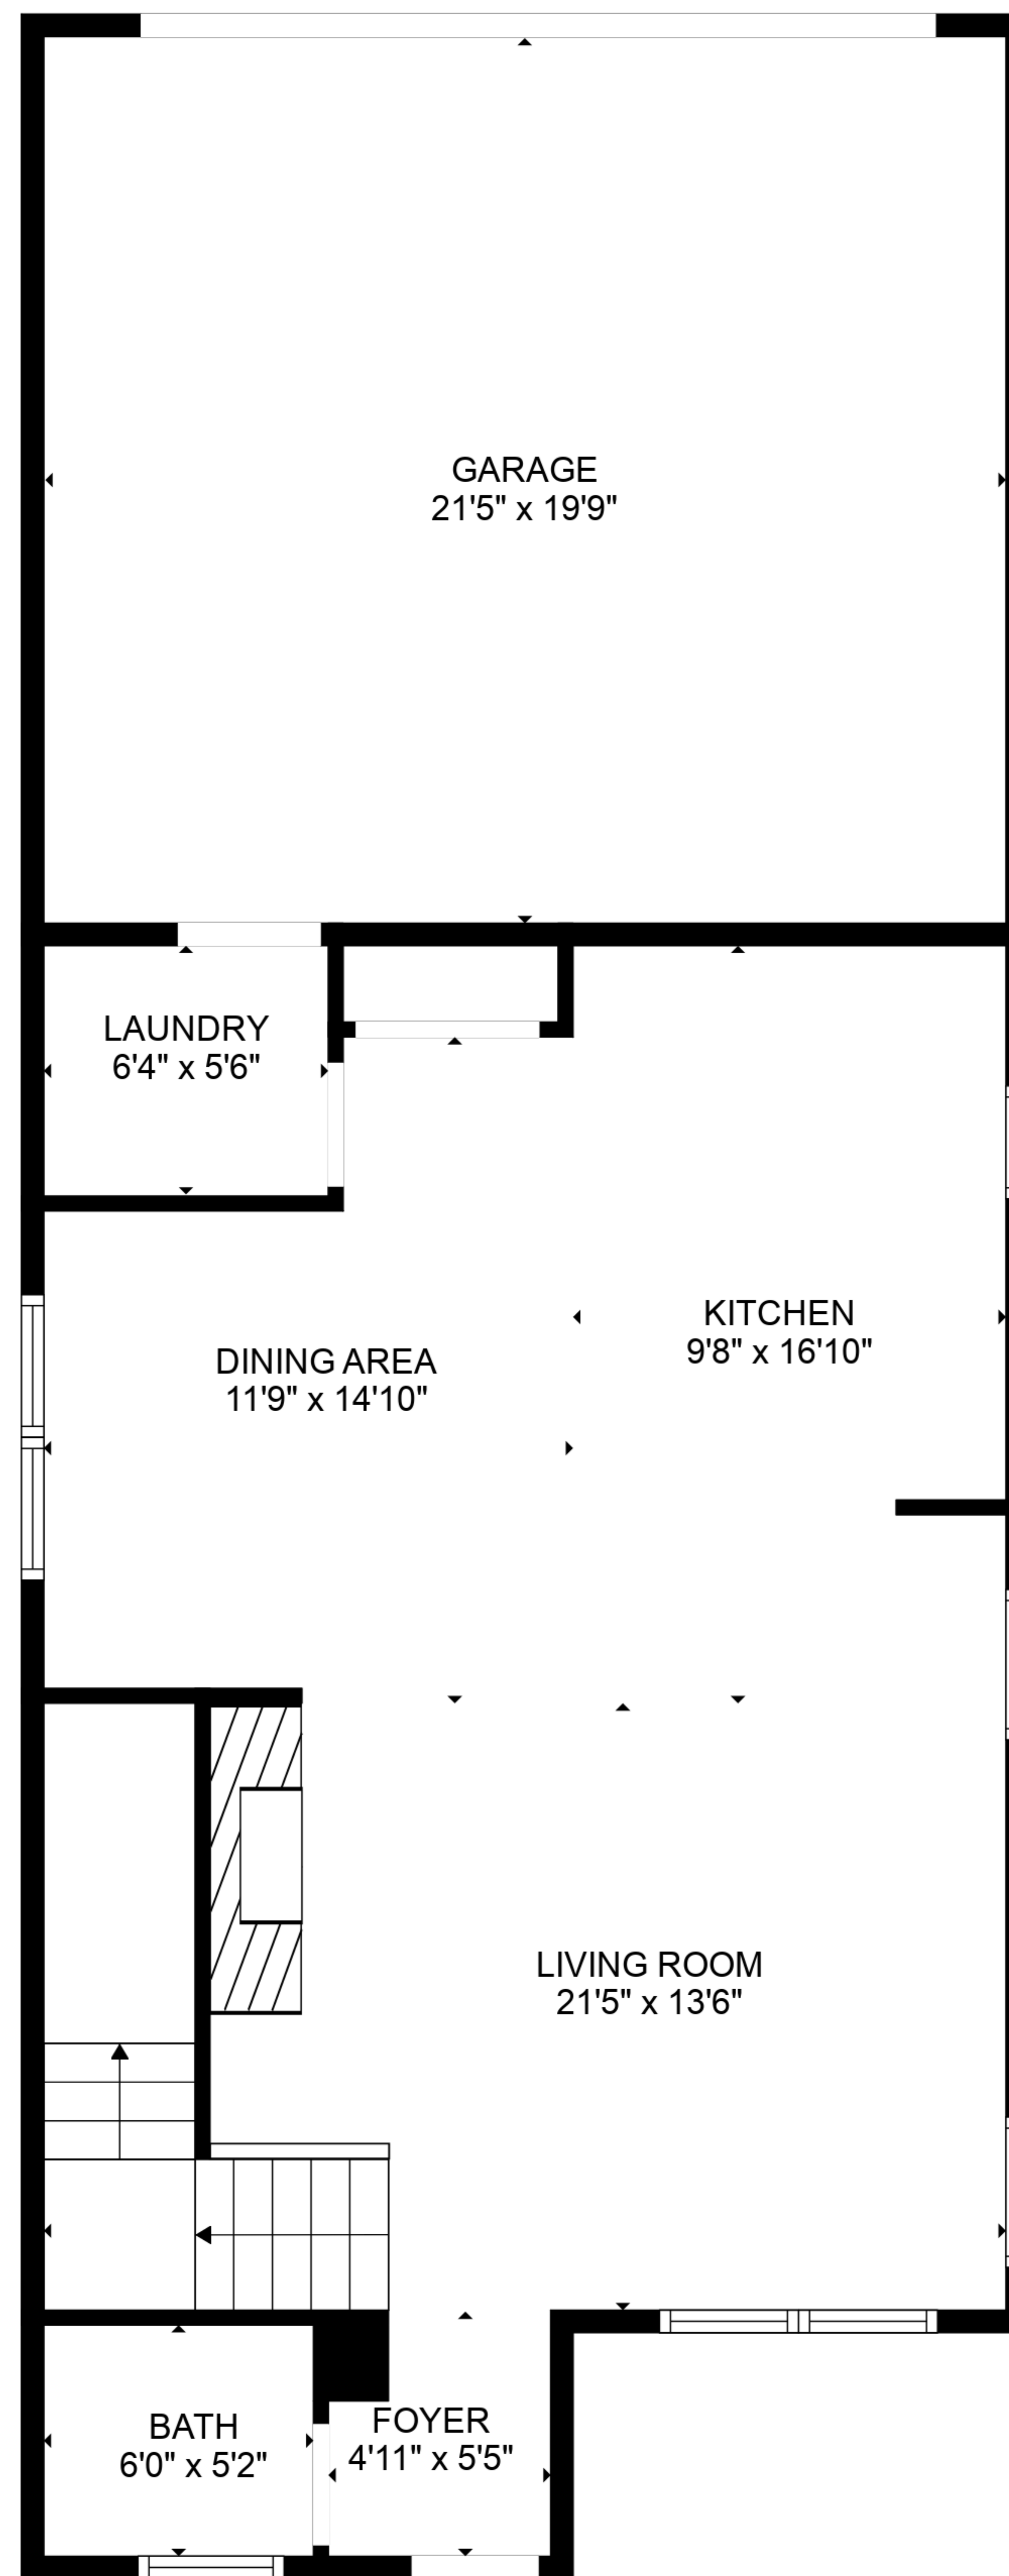 GARAGE
21'5" x 19'9"
LAUNDRY
6'4" x 5'6"
KITCHEN
9'8" x 16'10"
DINING AREA
11'9" x 14'10"
LIVING ROOM
21'5" x 13'6"
BATH
6'0" x 5'2"
FOYER
4'11" x 5'5"